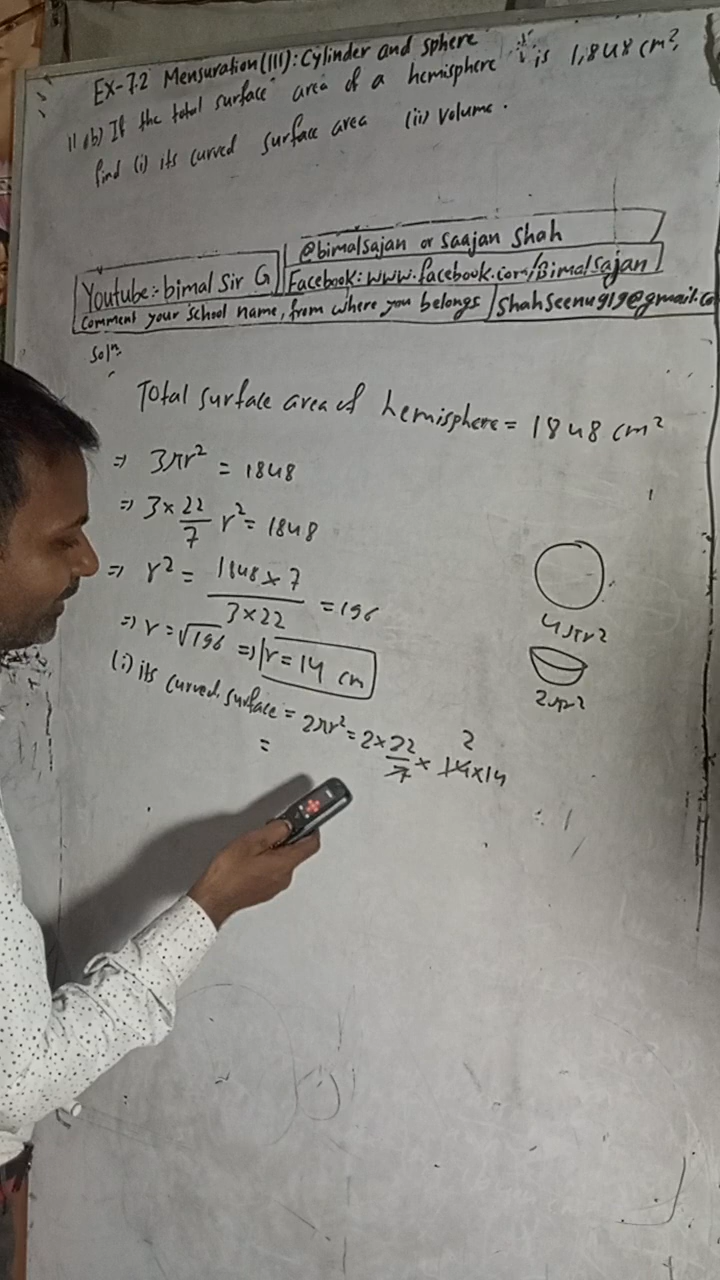 Ex-7.2 Mensuration(III): Cylinder and sphere
11(b) If the total surface area of a hemisphere is 1,848 cm².
find (i) its curved surface area (ii) volume.
@bimalsajan or Saajan Shah
Youtube:- bimal Sir G
Facebook: www.facebook.com/Bimalsajan
Comment your School name, from where you belongs
Shahseenu919@gmail.co
Solⁿ:
Total surface area of hemisphere = 1848 cm²
⇒ 3πr² = 1848
⇒ 3 × 22/7 r² = 1848
⇒ r² = 1848 × 7 / 3 × 22 = 196
⇒ r = √196 ⇒ r = 14 cm
4πr²
2πr²
(i) its curved surface = 2πr² = 2 × 22/7 × 14 × 14
2
=